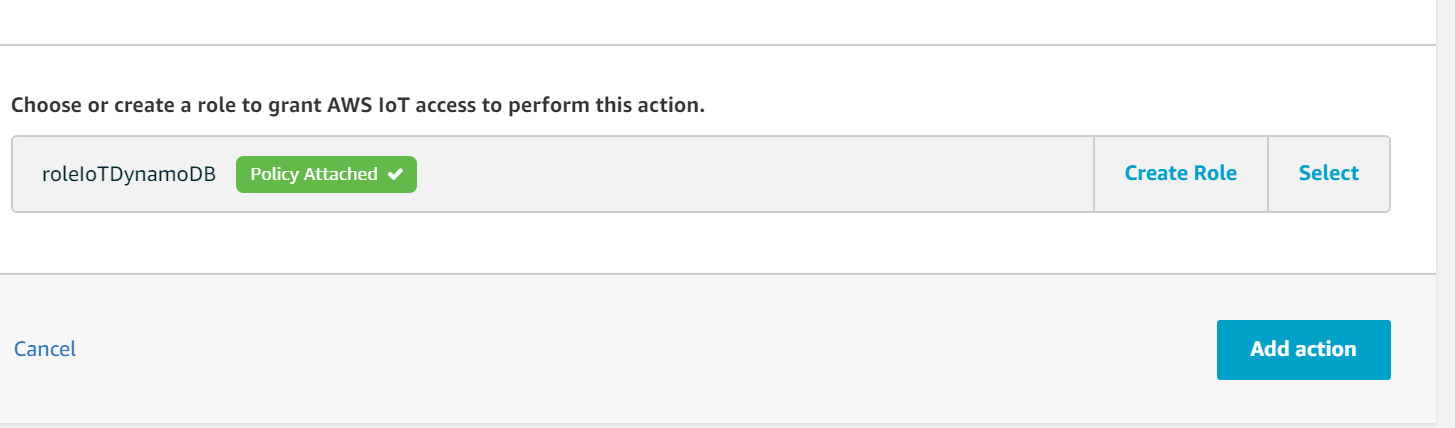 Choose or create a role to grant AWS IoT access to perform this action.
roleIoTDynamoDB Policy Attached Create Role Select
Cancel Add action